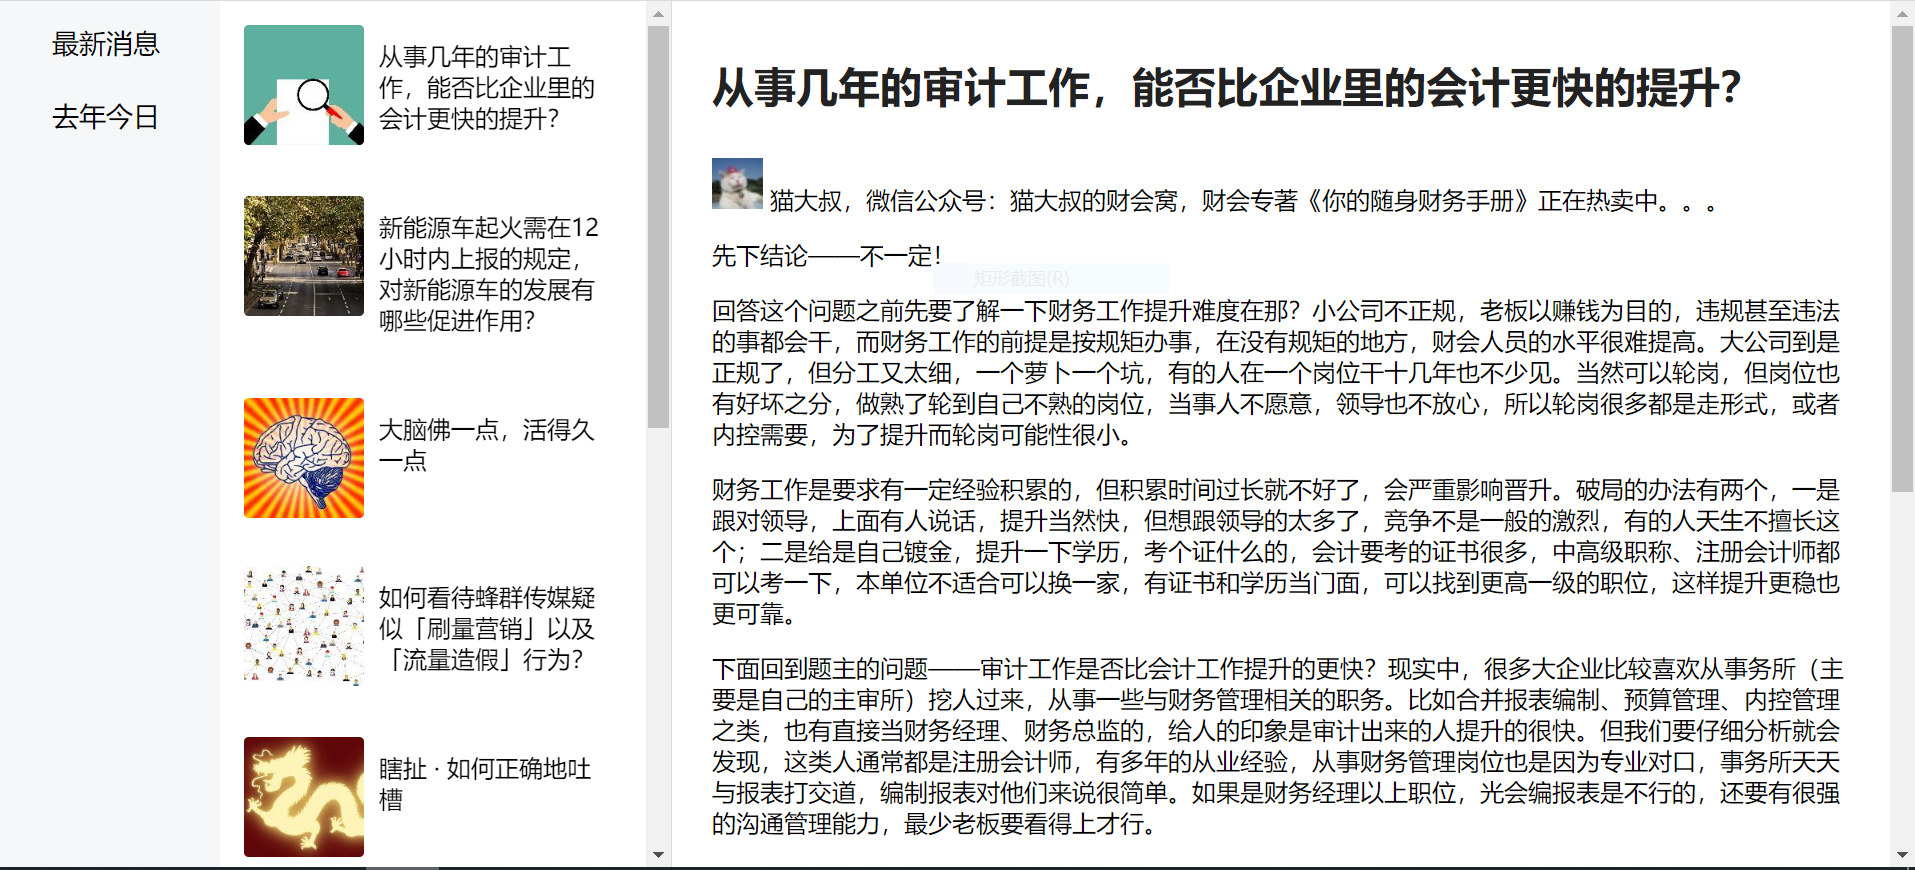 最新消息
去年今日
从事几年的审计工
作，能否比企业里的
会计更快的提升？
新能源车起火需在12
小时内上报的规定，
对新能源车的发展有
哪些促进作用？
大脑佛一点，活得久
一点
如何看待蜂群传媒疑
似「刷量营销」以及
「流量造假」行为？
瞎扯 · 如何正确地吐
槽
从事几年的审计工作，能否比企业里的会计更快的提升？
猫大叔，微信公众号：猫大叔的财会窝，财会专著《你的随身财务手册》正在热卖中。。。
先下结论——不一定！
矩形截图(R)
回答这个问题之前先要了解一下财务工作提升难度在那？小公司不正规，老板以赚钱为目的，违规甚至违法
的事都会干，而财务工作的前提是按规矩办事，在没有规矩的地方，财会人员的水平很难提高。大公司到是
正规了，但分工又太细，一个萝卜一个坑，有的人在一个岗位干十几年也不少见。当然可以轮岗，但岗位也
有好坏之分，做熟了轮到自己不熟的岗位，当事人不愿意，领导也不放心，所以轮岗很多都是走形式，或者
内控需要，为了提升而轮岗可能性很小。
财务工作是要求有一定经验积累的，但积累时间过长就不好了，会严重影响晋升。破局的办法有两个，一是
跟对领导，上面有人说话，提升当然快，但想跟领导的太多了，竞争不是一般的激烈，有的人天生不擅长这
个；二是给是自己镀金，提升一下学历，考个证什么的，会计要考的证书很多，中高级职称、注册会计师都
可以考一下，本单位不适合可以换一家，有证书和学历当门面，可以找到更高一级的职位，这样提升更稳也
更可靠。
下面回到题主的问题——审计工作是否比会计工作提升的更快？现实中，很多大企业比较喜欢从事务所（主
要是自己的主审所）挖人过来，从事一些与财务管理相关的职务。比如合并报表编制、预算管理、内控管理
之类，也有直接当财务经理、财务总监的，给人的印象是审计出来的人提升的很快。但我们要仔细分析就会
发现，这类人通常都是注册会计师，有多年的从业经验，从事财务管理岗位也是因为专业对口，事务所天天
与报表打交道，编制报表对他们来说很简单。如果是财务经理以上职位，光会编报表是不行的，还要有很强
的沟通管理能力，最少老板要看得上才行。